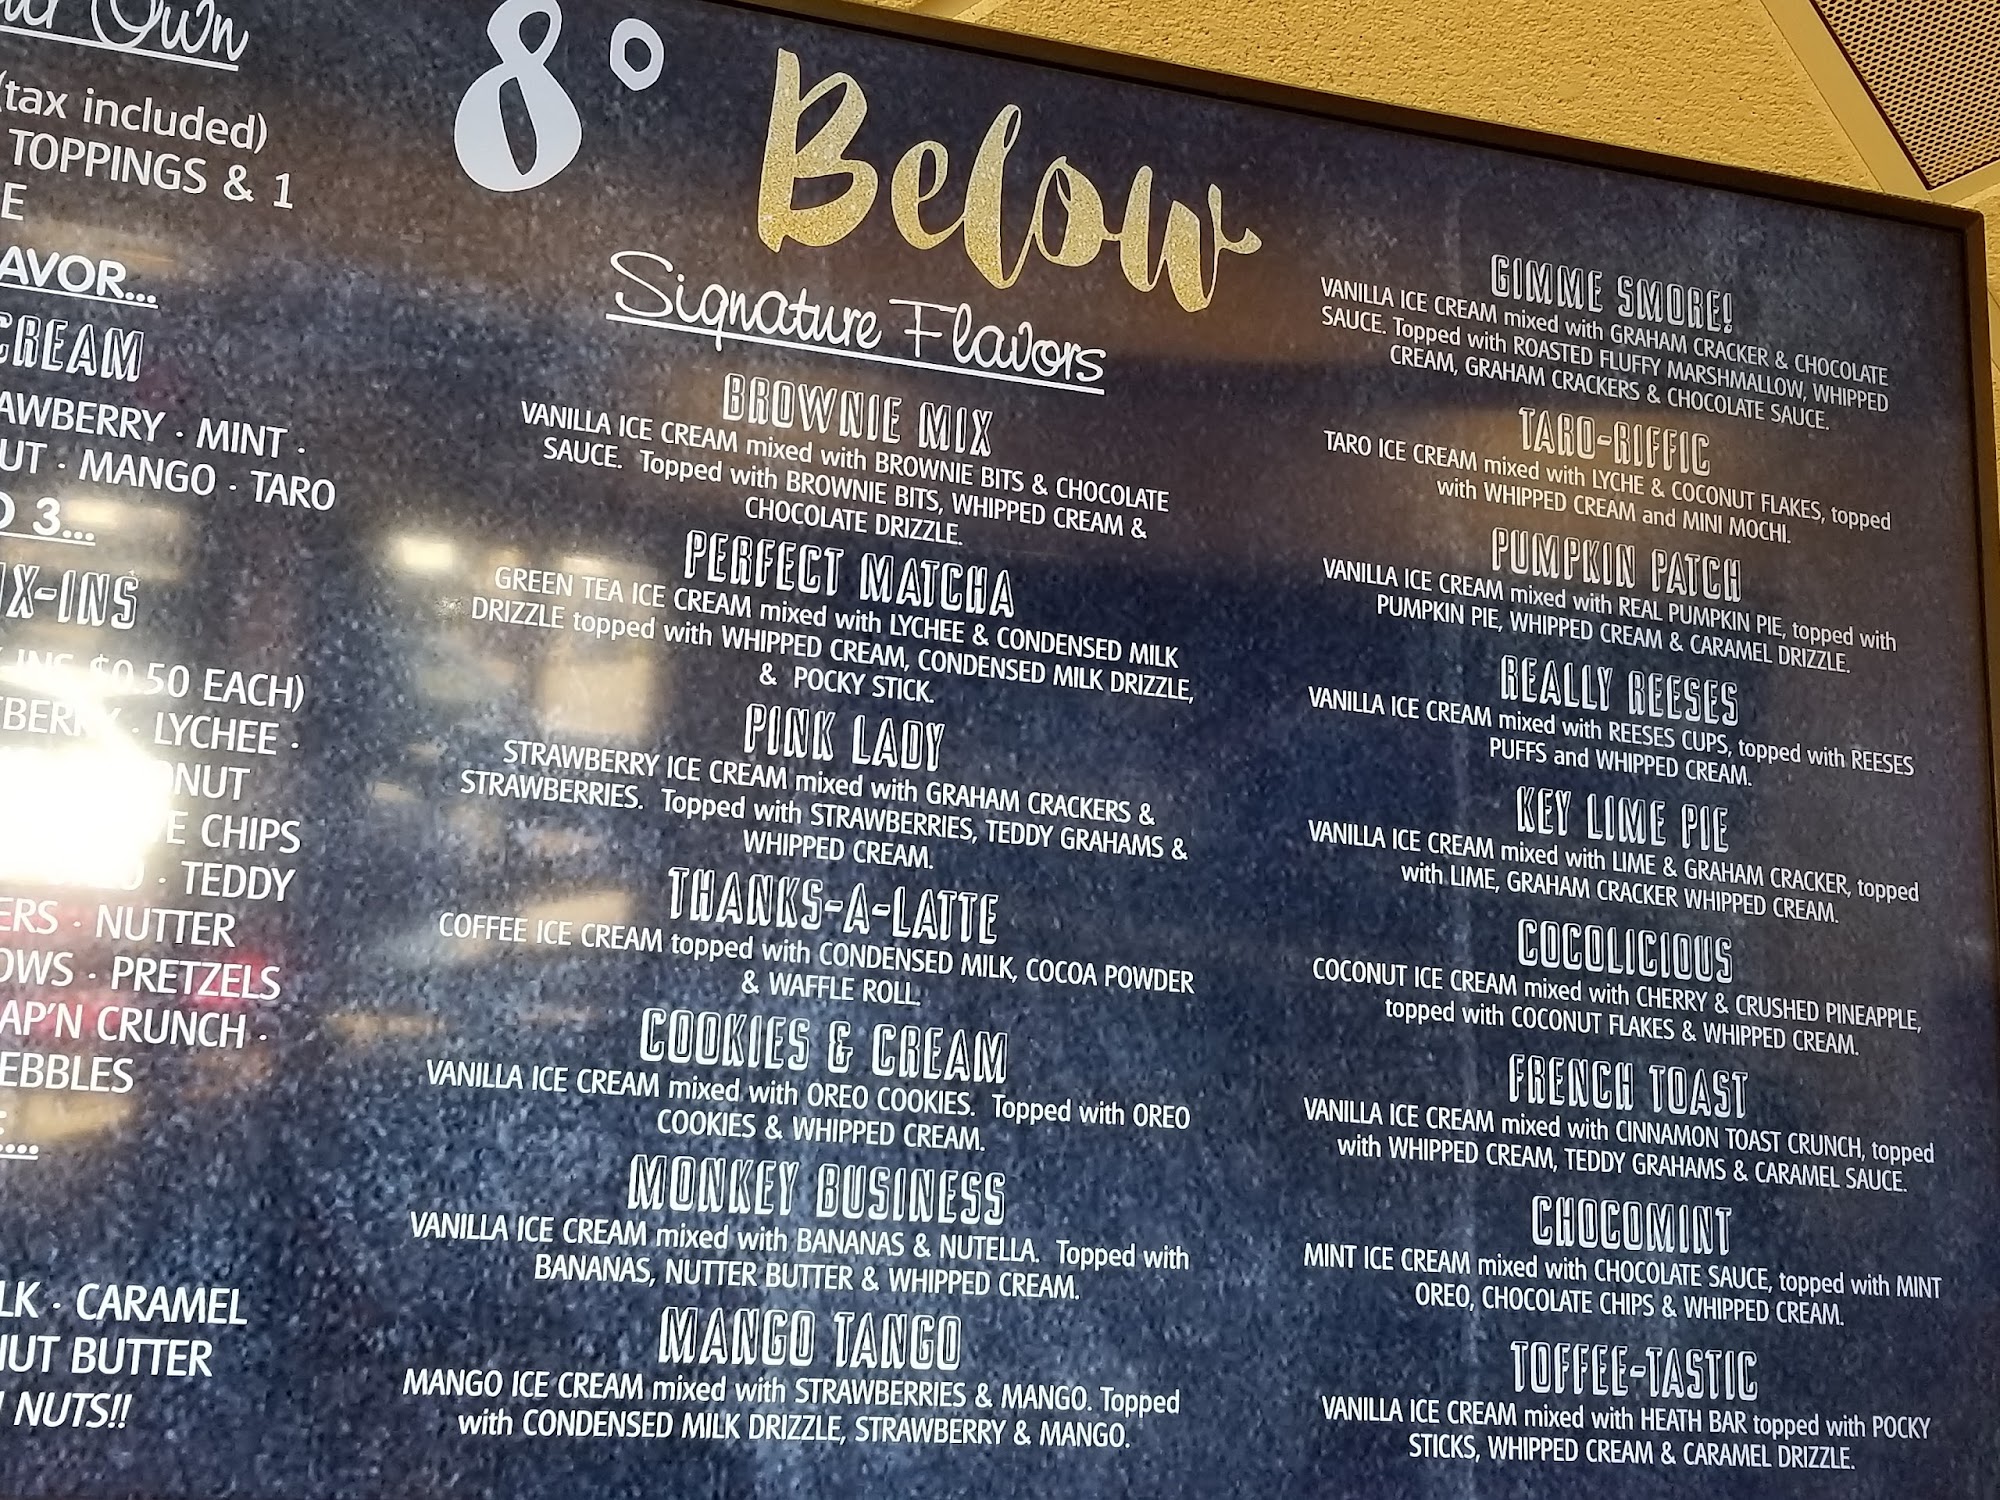 Own
(tax included)
TOPPINGS & 1
E
AVOR...
CREAM
AWBERRY · MINT ·
UT · MANGO · TARO
3...
IX-INS
$0.50 EACH)
LYCHEE ·
NUT
E CHIPS
· TEDDY
ERS · NUTTER
OWS · PRETZELS
AP'N CRUNCH ·
EBBLES
E...
LK · CARAMEL
NUT BUTTER
NUTS!!
8° Below
Signature Flavors
BROWNIE MIX
VANILLA ICE CREAM mixed with BROWNIE BITS & CHOCOLATE
SAUCE. Topped with BROWNIE BITS, WHIPPED CREAM &
CHOCOLATE DRIZZLE.
PERFECT MATCHA
GREEN TEA ICE CREAM mixed with LYCHEE & CONDENSED MILK
DRIZZLE topped with WHIPPED CREAM, CONDENSED MILK DRIZZLE,
& POCKY STICK.
PINK LADY
STRAWBERRY ICE CREAM mixed with GRAHAM CRACKERS &
STRAWBERRIES. Topped with STRAWBERRIES, TEDDY GRAHAMS &
WHIPPED CREAM.
THANKS-A-LATTE
COFFEE ICE CREAM topped with CONDENSED MILK, COCOA POWDER
& WAFFLE ROLL.
COOKIES & CREAM
VANILLA ICE CREAM mixed with OREO COOKIES. Topped with OREO
COOKIES & WHIPPED CREAM.
MONKEY BUSINESS
VANILLA ICE CREAM mixed with BANANAS & NUTELLA. Topped with
BANANAS, NUTTER BUTTER & WHIPPED CREAM.
MANGO TANGO
MANGO ICE CREAM mixed with STRAWBERRIES & MANGO. Topped
with CONDENSED MILK DRIZZLE, STRAWBERRY & MANGO.
GIMME SMORE!
VANILLA ICE CREAM mixed with GRAHAM CRACKER & CHOCOLATE
SAUCE. Topped with ROASTED FLUFFY MARSHMALLOW, WHIPPED
CREAM, GRAHAM CRACKERS & CHOCOLATE SAUCE.
TARO-RIFFIC
TARO ICE CREAM mixed with LYCHE & COCONUT FLAKES, topped
with WHIPPED CREAM and MINI MOCHI.
PUMPKIN PATCH
VANILLA ICE CREAM mixed with REAL PUMPKIN PIE, topped with
PUMPKIN PIE, WHIPPED CREAM & CARAMEL DRIZZLE.
REALLY REESES
VANILLA ICE CREAM mixed with REESES CUPS, topped with REESES
PUFFS and WHIPPED CREAM.
KEY LIME PIE
VANILLA ICE CREAM mixed with LIME & GRAHAM CRACKER, topped
with LIME, GRAHAM CRACKER WHIPPED CREAM.
COCOLICIOUS
COCONUT ICE CREAM mixed with CHERRY & CRUSHED PINEAPPLE,
topped with COCONUT FLAKES & WHIPPED CREAM.
FRENCH TOAST
VANILLA ICE CREAM mixed with CINNAMON TOAST CRUNCH, topped
with WHIPPED CREAM, TEDDY GRAHAMS & CARAMEL SAUCE.
CHOCOMINT
MINT ICE CREAM mixed with CHOCOLATE SAUCE, topped with MINT
OREO, CHOCOLATE CHIPS & WHIPPED CREAM.
TOFFEE-TASTIC
VANILLA ICE CREAM mixed with HEATH BAR topped with POCKY
STICKS, WHIPPED CREAM & CARAMEL DRIZZLE.